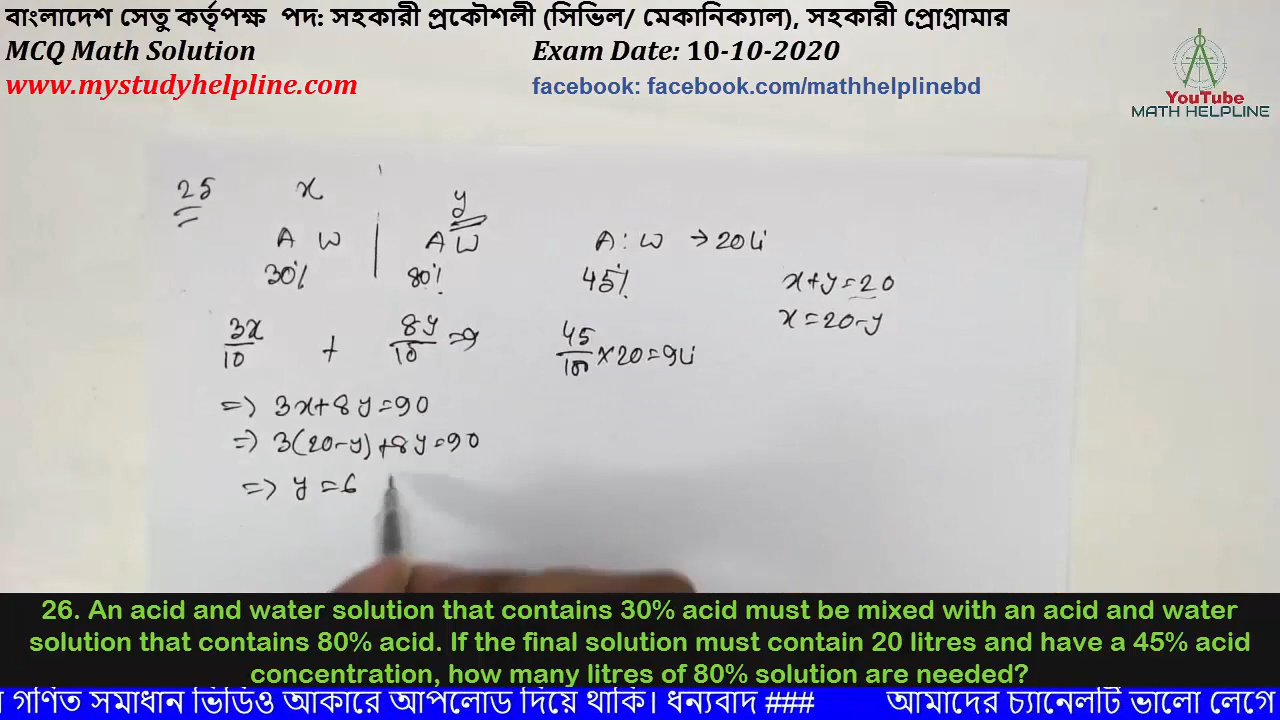 বাংলাদেশ সেতু কর্তৃপক্ষ পদ: সহকারী প্রকৌশলী (সিভিল/ মেকানিক্যাল), সহকারী প্রোগ্রামার
MCQ Math Solution Exam Date: 10-10-2020
www.mystudyhelpline.com facebook: facebook.com/mathhelplinebd
YouTube
MATH HELPLINE
25 x y
A W A W A : W → 20Li
30% 80% 45% x+y=20
x=20-y
3x/10 + 8y/10 =9 45/100 ×20=9Li
=> 3x+8y=90
=> 3(20-y)+8y=90
=> y=6
26. An acid and water solution that contains 30% acid must be mixed with an acid and water
solution that contains 80% acid. If the final solution must contain 20 litres and have a 45% acid
concentration, how many litres of 80% solution are needed?
গণিত সমাধান ভিডিও আকারে আপলোড দিয়ে থাকি। ধন্যবাদ ### আমাদের চ্যানেলটি ভালো লেগে